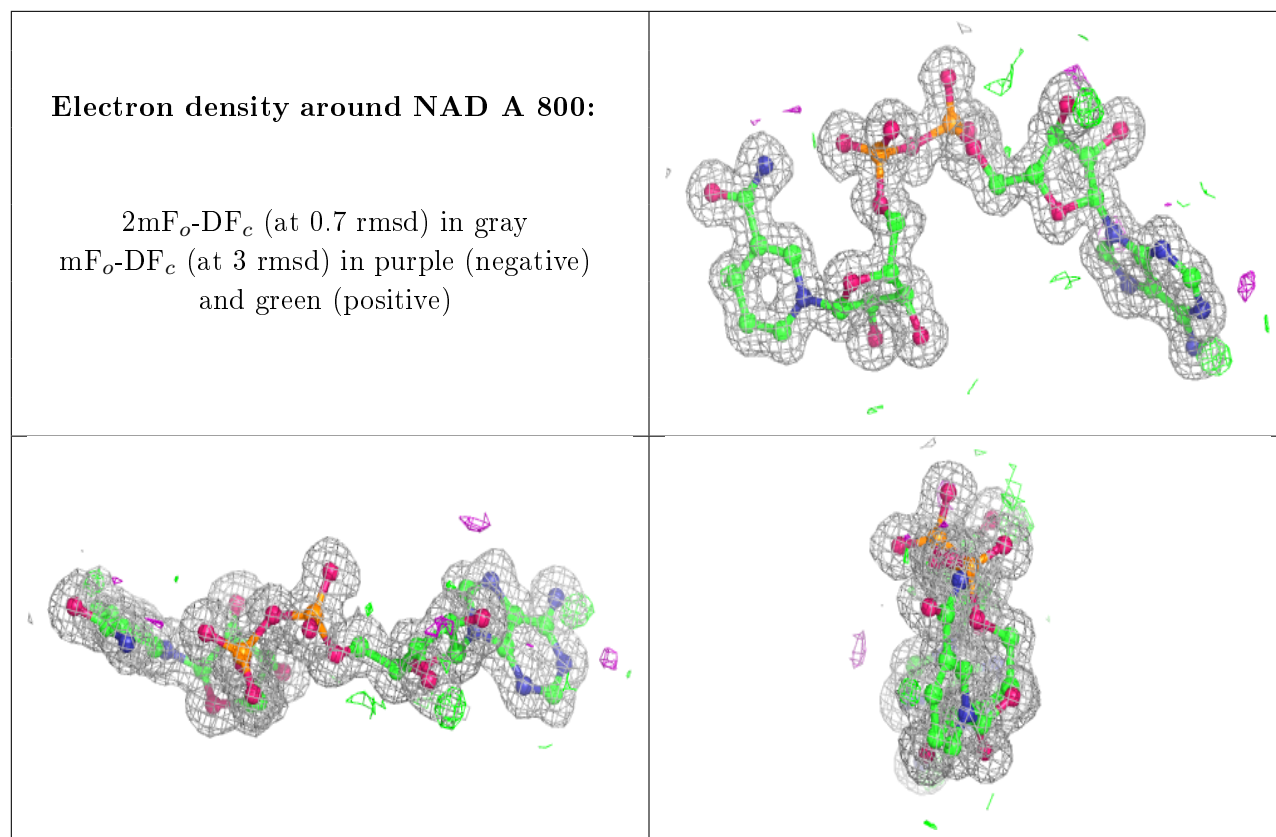 Electron density around NAD A 800:
2mFo-DFc (at 0.7 rmsd) in gray
mFo-DFc (at 3 rmsd) in purple (negative)
and green (positive)